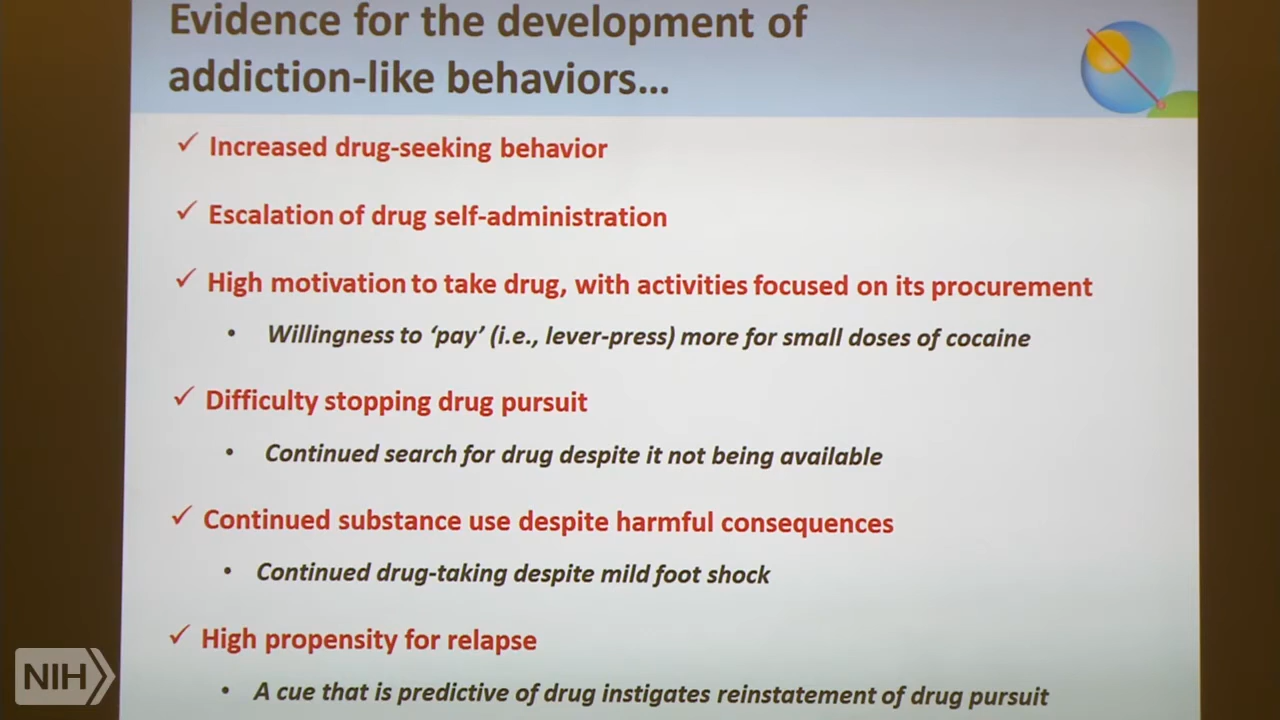 Evidence for the development of
addiction-like behaviors...
✓ Increased drug-seeking behavior
✓ Escalation of drug self-administration
✓ High motivation to take drug, with activities focused on its procurement
• Willingness to ‘pay’ (i.e., lever-press) more for small doses of cocaine
✓ Difficulty stopping drug pursuit
• Continued search for drug despite it not being available
✓ Continued substance use despite harmful consequences
• Continued drug-taking despite mild foot shock
✓ High propensity for relapse
• A cue that is predictive of drug instigates reinstatement of drug pursuit
NIH